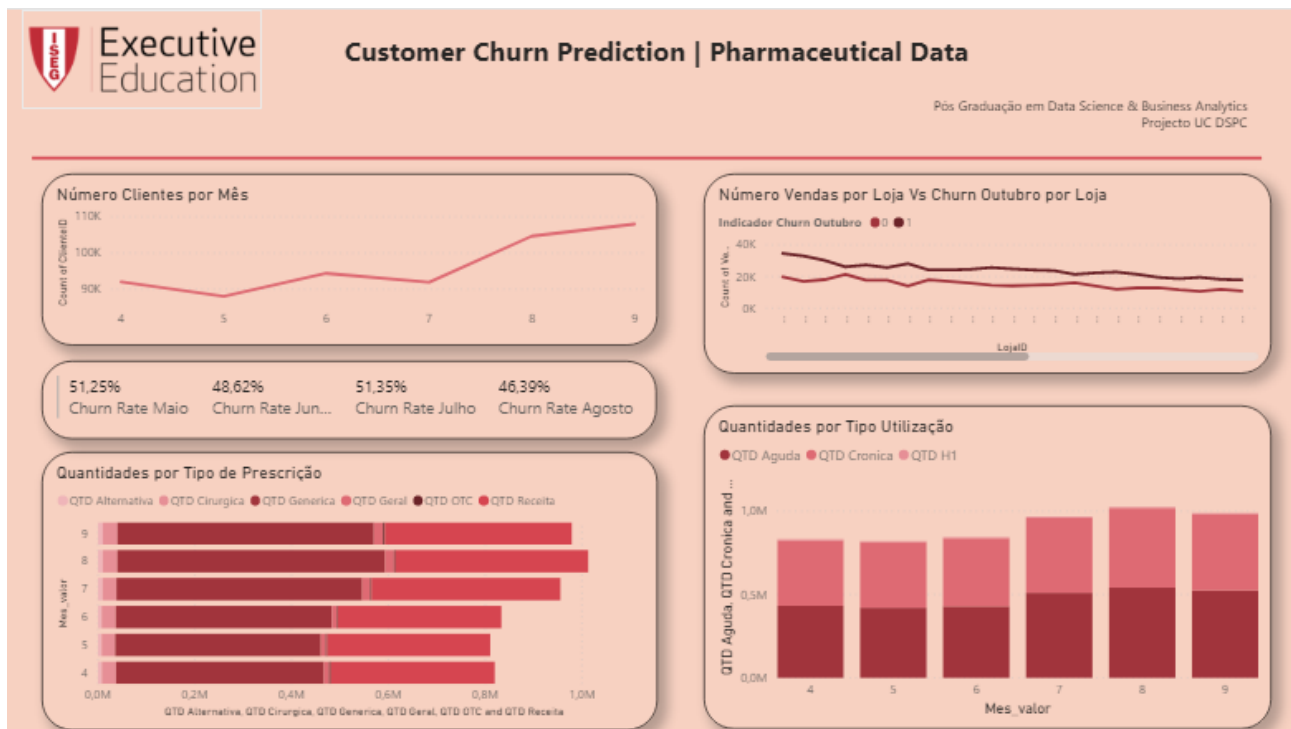 ISEG
Executive
Education
Customer Churn Prediction | Pharmaceutical Data
Pós Graduação em Data Science & Business Analytics
Projecto UC DSPC
Número Clientes por Mês
Count of ClienteID
110K
100K
90K
4 5 6 7 8 9
51,25% 48,62% 51,35% 46,39%
Churn Rate Maio Churn Rate Jun... Churn Rate Julho Churn Rate Agosto
Quantidades por Tipo de Prescrição
QTD Alternativa QTD Cirurgica QTD Generica QTD Geral QTD OTC QTD Receita
Mes_valor
9
8
7
6
5
4
0,0M 0,2M 0,4M 0,6M 0,8M 1,0M
QTD Alternativa, QTD Cirurgica, QTD Generica, QTD Geral, QTD OTC and QTD Receita
Número Vendas por Loja Vs Churn Outubro por Loja
Indicador Churn Outubro 0 1
Count of Ve...
40K
20K
0K
LojaID
Quantidades por Tipo Utilização
QTD Aguda QTD Cronica QTD H1
QTD Aguda, QTD Cronica and ...
1,0M
0,5M
0,0M
4 5 6 7 8 9
Mes_valor